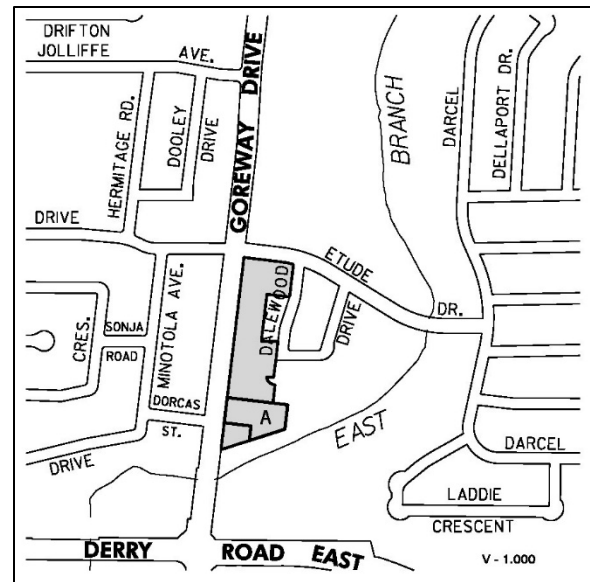 DRIFTON
JOLLIFFE
AVE.
HERMITAGE RD.
DOOLEY
DRIVE
GOREWAY DRIVE
BRANCH
DARCEL
DELLAPORT DR.
DRIVE
ETUDE
DR.
DALEWOOD
DRIVE
CRES.
SONJA
ROAD
MINOTOLA AVE.
DORCAS
ST.
A
EAST
DRIVE
DARCEL
LADDIE
CRESCENT
DERRY ROAD EAST
V - 1.000